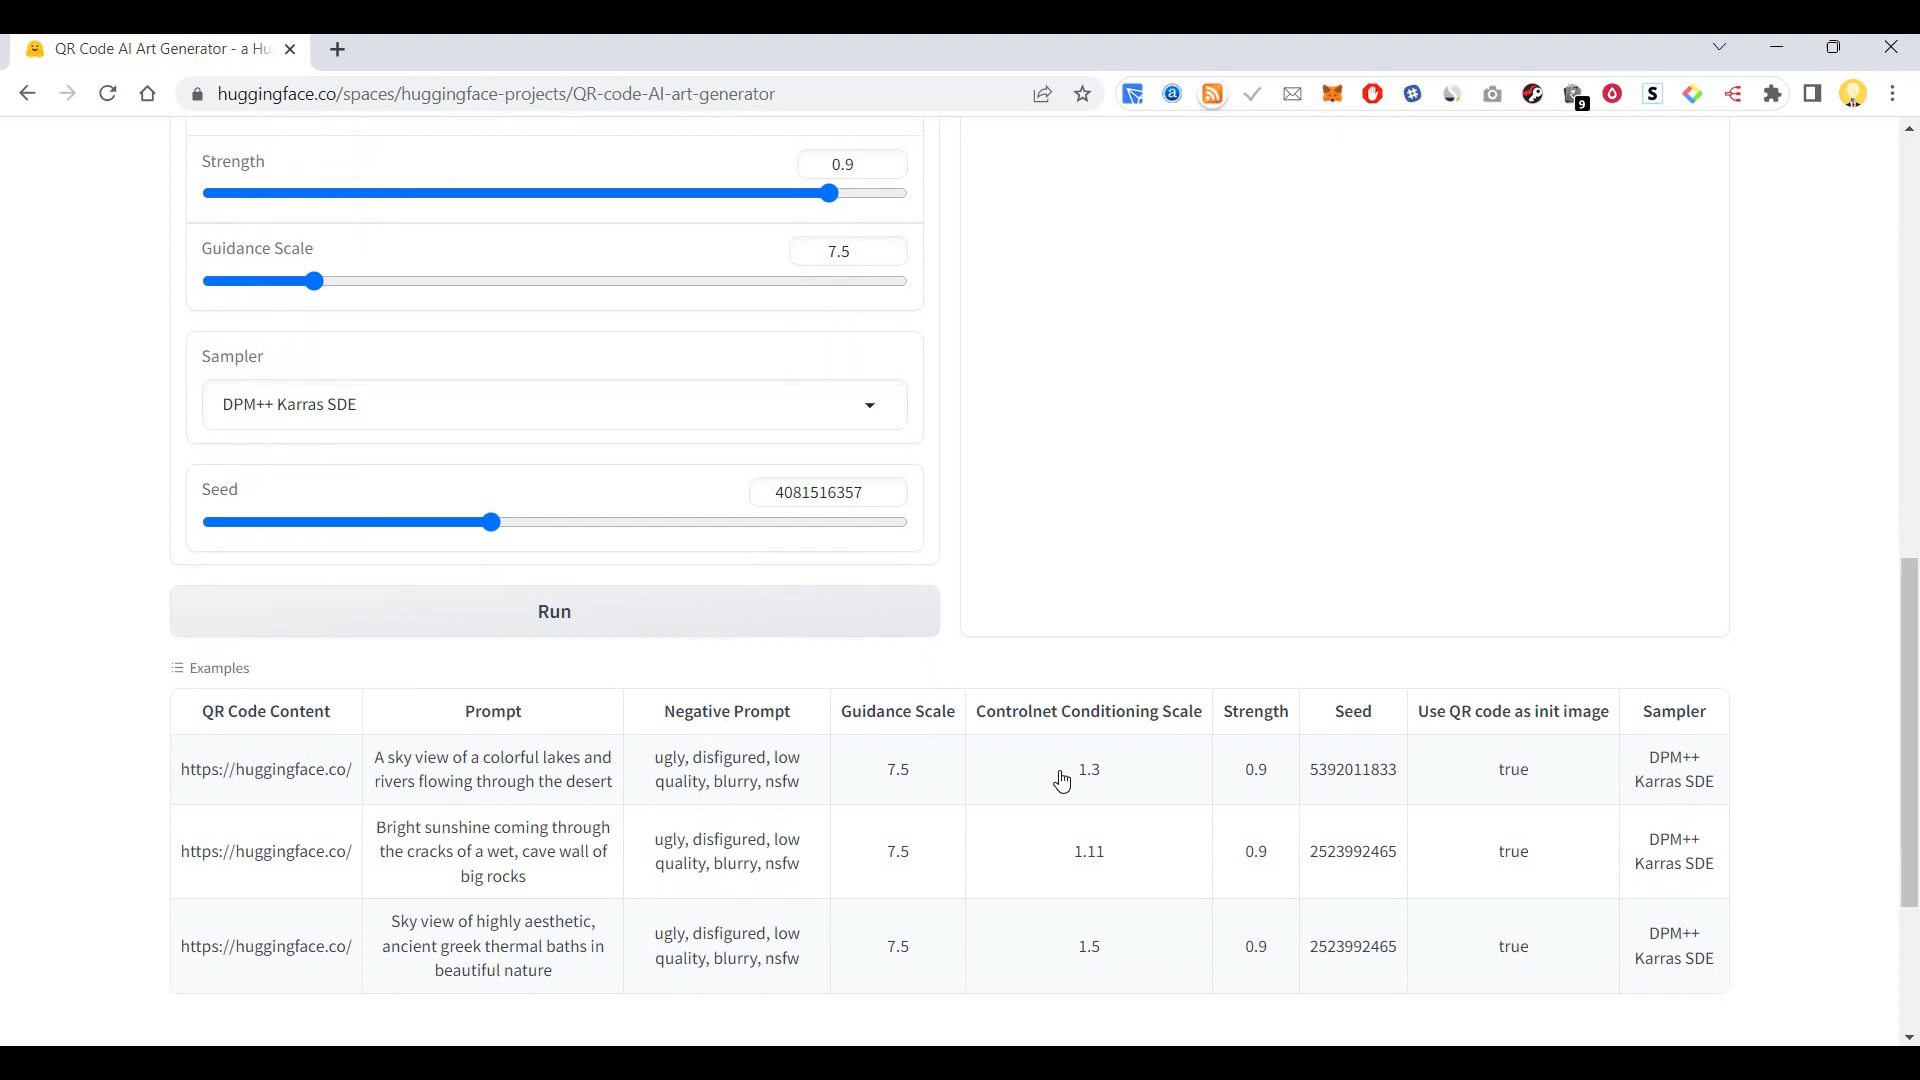 QR Code AI Art Generator - a Hu
huggingface.co/spaces/huggingface-projects/QR-code-AI-art-generator
9
S
Strength
0.9
Guidance Scale
7.5
Sampler
DPM++ Karras SDE
Seed
4081516357
Run
Examples
QR Code Content Prompt Negative Prompt Guidance Scale Controlnet Conditioning Scale Strength Seed Use QR code as init image Sampler
https://huggingface.co/
A sky view of a colorful lakes and
rivers flowing through the desert
ugly, disfigured, low
quality, blurry, nsfw
7.5
1.3
0.9
5392011833
true
DPM++
Karras SDE
https://huggingface.co/
Bright sunshine coming through
the cracks of a wet, cave wall of
big rocks
ugly, disfigured, low
quality, blurry, nsfw
7.5
1.11
0.9
2523992465
true
DPM++
Karras SDE
https://huggingface.co/
Sky view of highly aesthetic,
ancient greek thermal baths in
beautiful nature
ugly, disfigured, low
quality, blurry, nsfw
7.5
1.5
0.9
2523992465
true
DPM++
Karras SDE